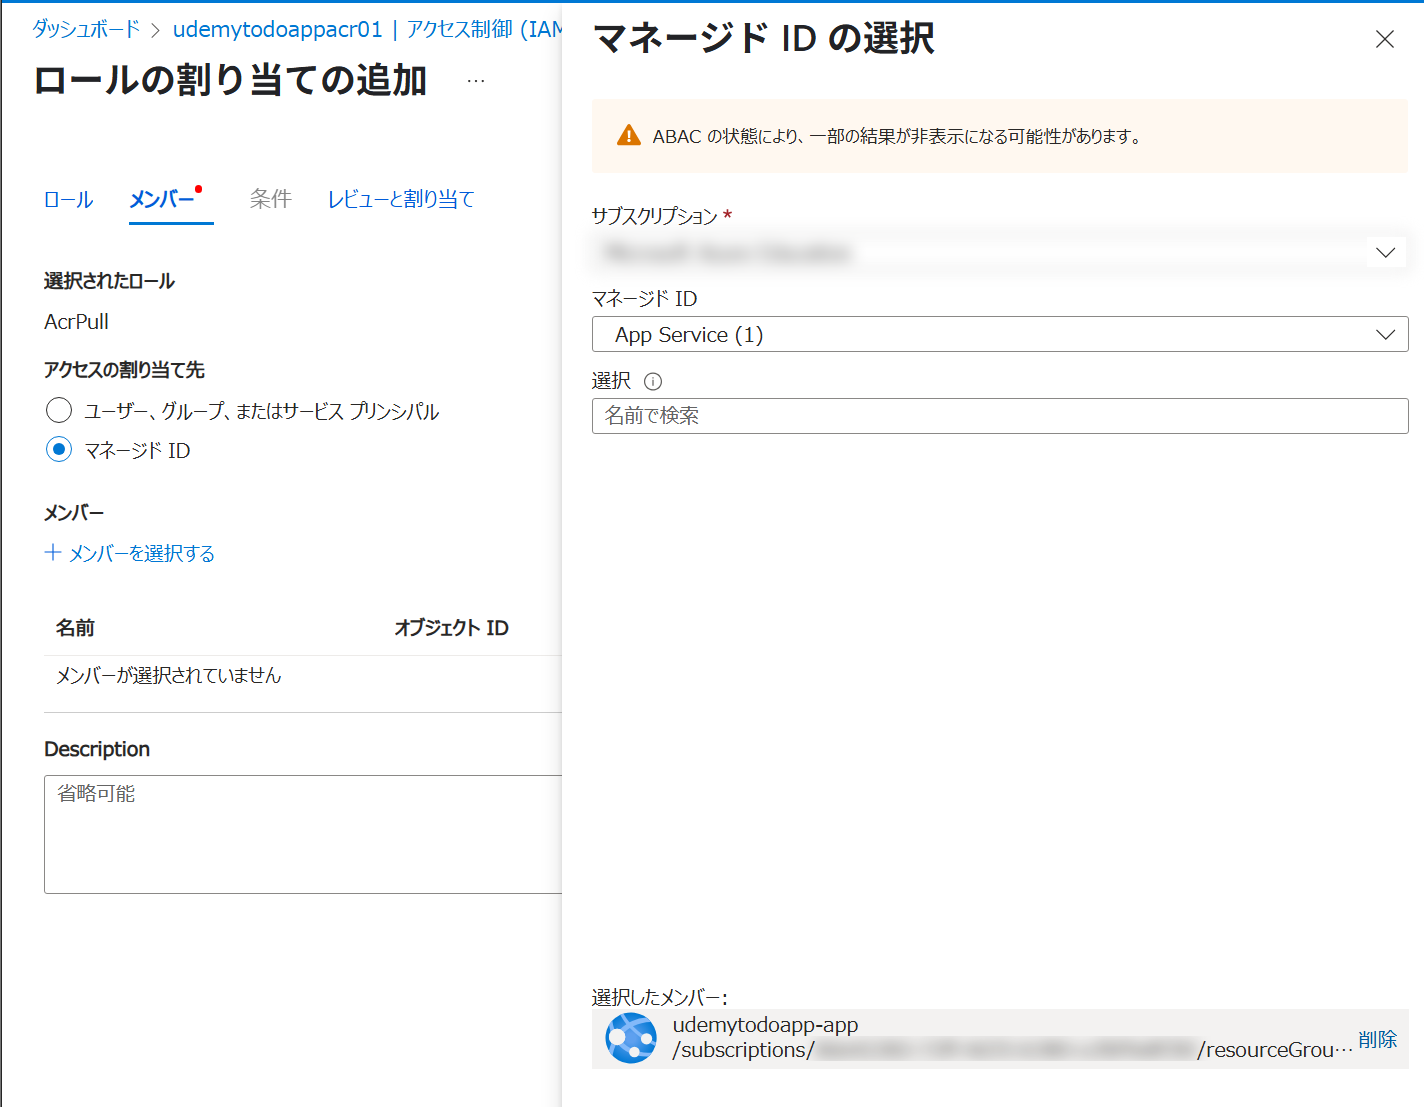 ダッシュボード > udemytodoappacr01 | アクセス制御 (IAM
ロールの割り当ての追加 …
ロール メンバー 条件 レビューと割り当て
選択されたロール
AcrPull
アクセスの割り当て先
ユーザー、グループ、またはサービス プリンシパル
マネージド ID
メンバー
+ メンバーを選択する
名前 オブジェクト ID
メンバーが選択されていません
Description
省略可能
マネージド ID の選択
ABAC の状態により、一部の結果が非表示になる可能性があります。
サブスクリプション *
マネージド ID
App Service (1)
選択
名前で検索
選択したメンバー:
udemytodoapp-app
/subscriptions/ /resourceGrou…
削除